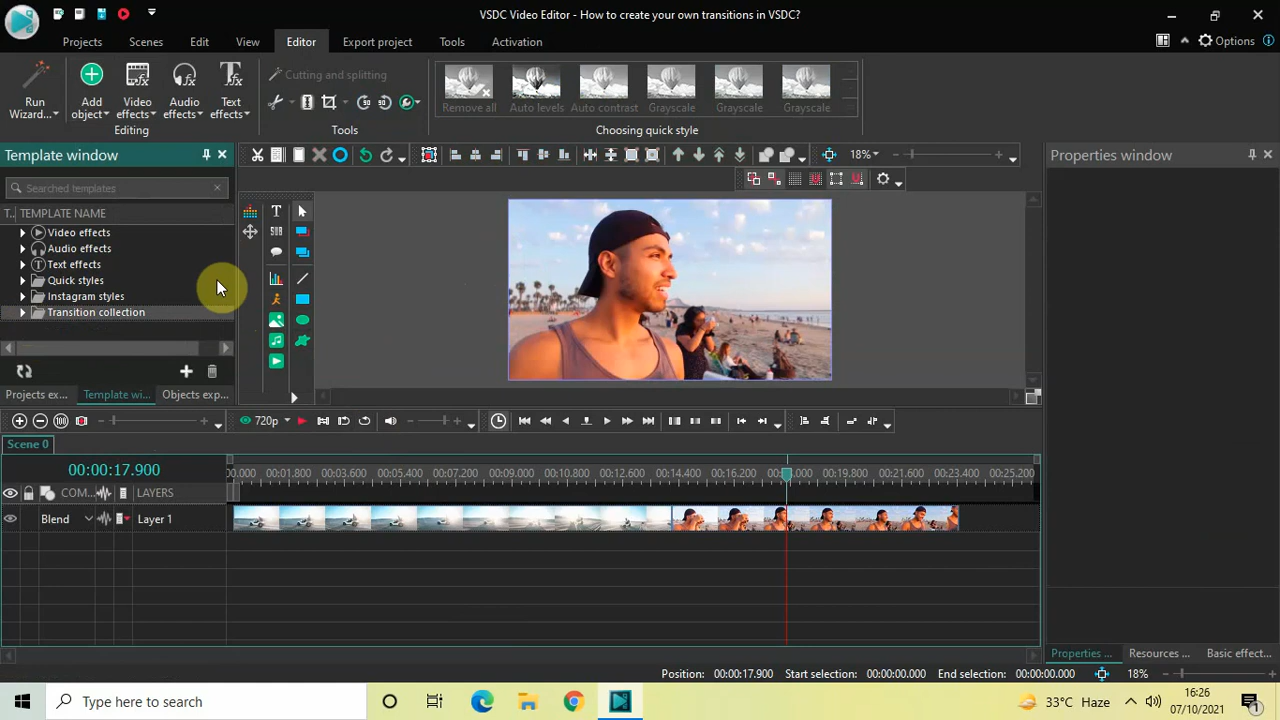 VSDC Video Editor - How to create your own transitions in VSDC?
Projects Scenes Edit View Editor Export project Tools Activation Options
Run Wizard...
Add object
Video effects
Audio effects
Text effects
Editing
Cutting and splitting
Tools
Remove all
Auto levels
Auto contrast
Grayscale
Grayscale
Grayscale
Choosing quick style
Template window
Searched templates
T... TEMPLATE NAME
Video effects
Audio effects
Text effects
Quick styles
Instagram styles
Transition collection
Projects ex... Template wi... Objects exp...
18%
Properties window
720p
Scene 0
00:00:17.900
0.000 00:01.800 00:03.600 00:05.400 00:07.200 00:09.000 00:10.800 00:12.600 00:14.400 00:16.200 00:19.800 00:21.600 00:23.400 00:25.200
COM... LAYERS
Blend Layer 1
Properties ... Resources ... Basic effect...
Position: 00:00:17.900 Start selection: 00:00:00.000 End selection: 00:00:00.000 18%
Type here to search
33°C Haze
16:26
07/10/2021
1